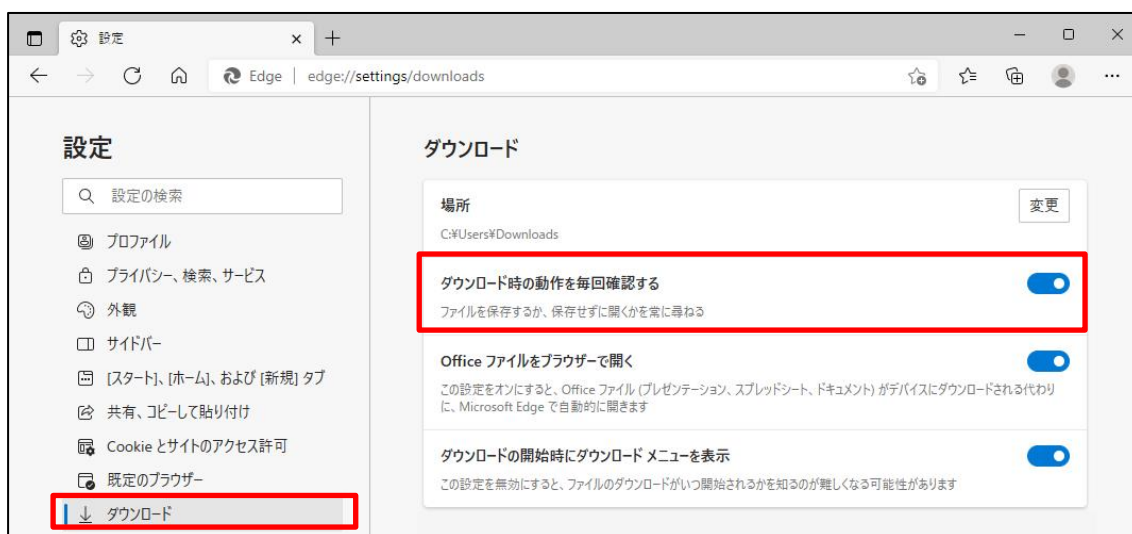 設定
Edge | edge://settings/downloads
設定
設定の検索
プロファイル
プライバシー、検索、サービス
外観
サイドバー
[スタート]、[ホーム]、および [新規] タブ
共有、コピーして貼り付け
Cookie とサイトのアクセス許可
既定のブラウザー
ダウンロード
ダウンロード
場所
変更
C:¥Users¥Downloads
ダウンロード時の動作を毎回確認する
ファイルを保存するか、保存せずに開くかを常に尋ねる
Office ファイルをブラウザーで開く
この設定をオンにすると、Office ファイル (プレゼンテーション、スプレッドシート、ドキュメント) がデバイスにダウンロードされる代わり
に、Microsoft Edge で自動的に開きます
ダウンロードの開始時にダウンロード メニューを表示
この設定を無効にすると、ファイルのダウンロードがいつ開始されるかを知るのが難しくなる可能性があります